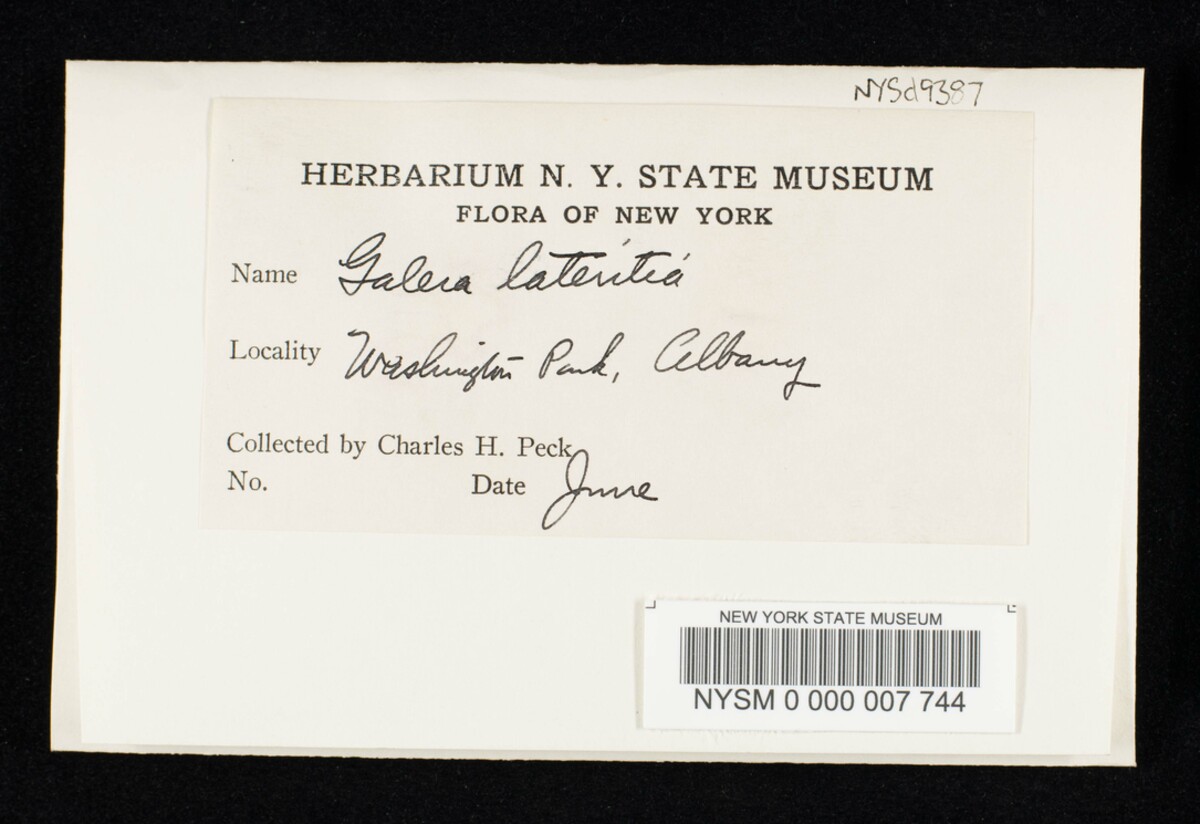 NYSd9387
HERBARIUM N. Y. STATE MUSEUM
FLORA OF NEW YORK
Name Galera lateritia
Locality Washington Park, Albany
Collected by Charles H. Peck
No. Date June
NEW YORK STATE MUSEUM
NYSM 0 000 007 744